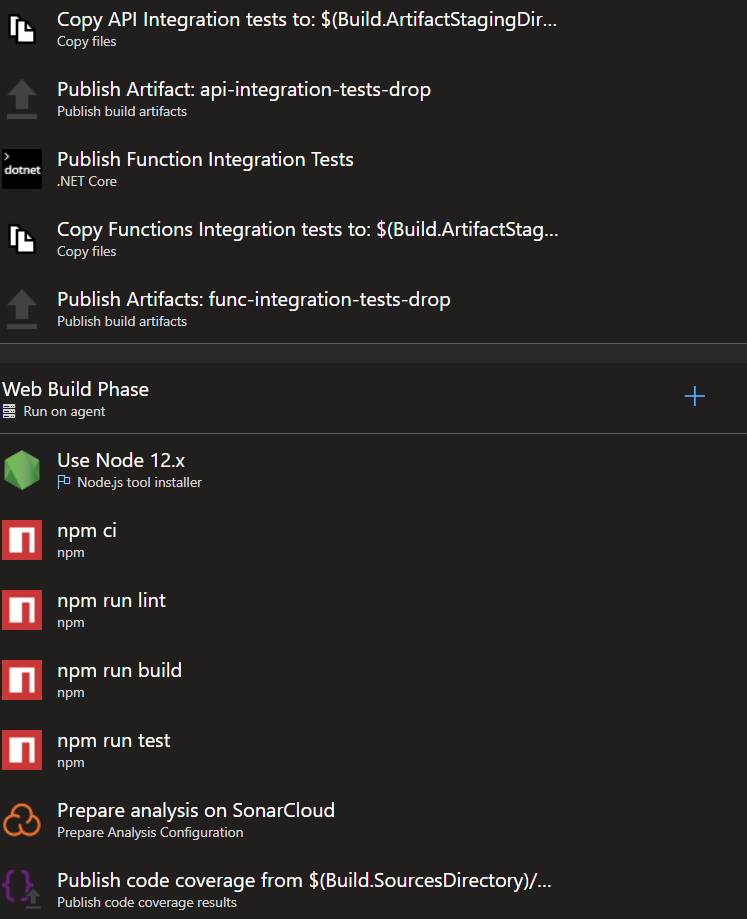 Copy API Integration tests to: $(Build.ArtifactStagingDir...
Copy files
Publish Artifact: api-integration-tests-drop
Publish build artifacts
>
dotnet
Publish Function Integration Tests
.NET Core
Copy Functions Integration tests to: $(Build.ArtifactStag...
Copy files
Publish Artifacts: func-integration-tests-drop
Publish build artifacts
Web Build Phase
Run on agent
Use Node 12.x
Node.js tool installer
npm ci
npm
npm run lint
npm
npm run build
npm
npm run test
npm
Prepare analysis on SonarCloud
Prepare Analysis Configuration
Publish code coverage from $(Build.SourcesDirectory)/...
Publish code coverage results